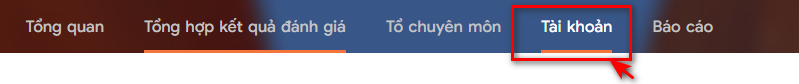 Tổng quan Tổng hợp kết quả đánh giá Tổ chuyên môn Tài khoản Báo cáo